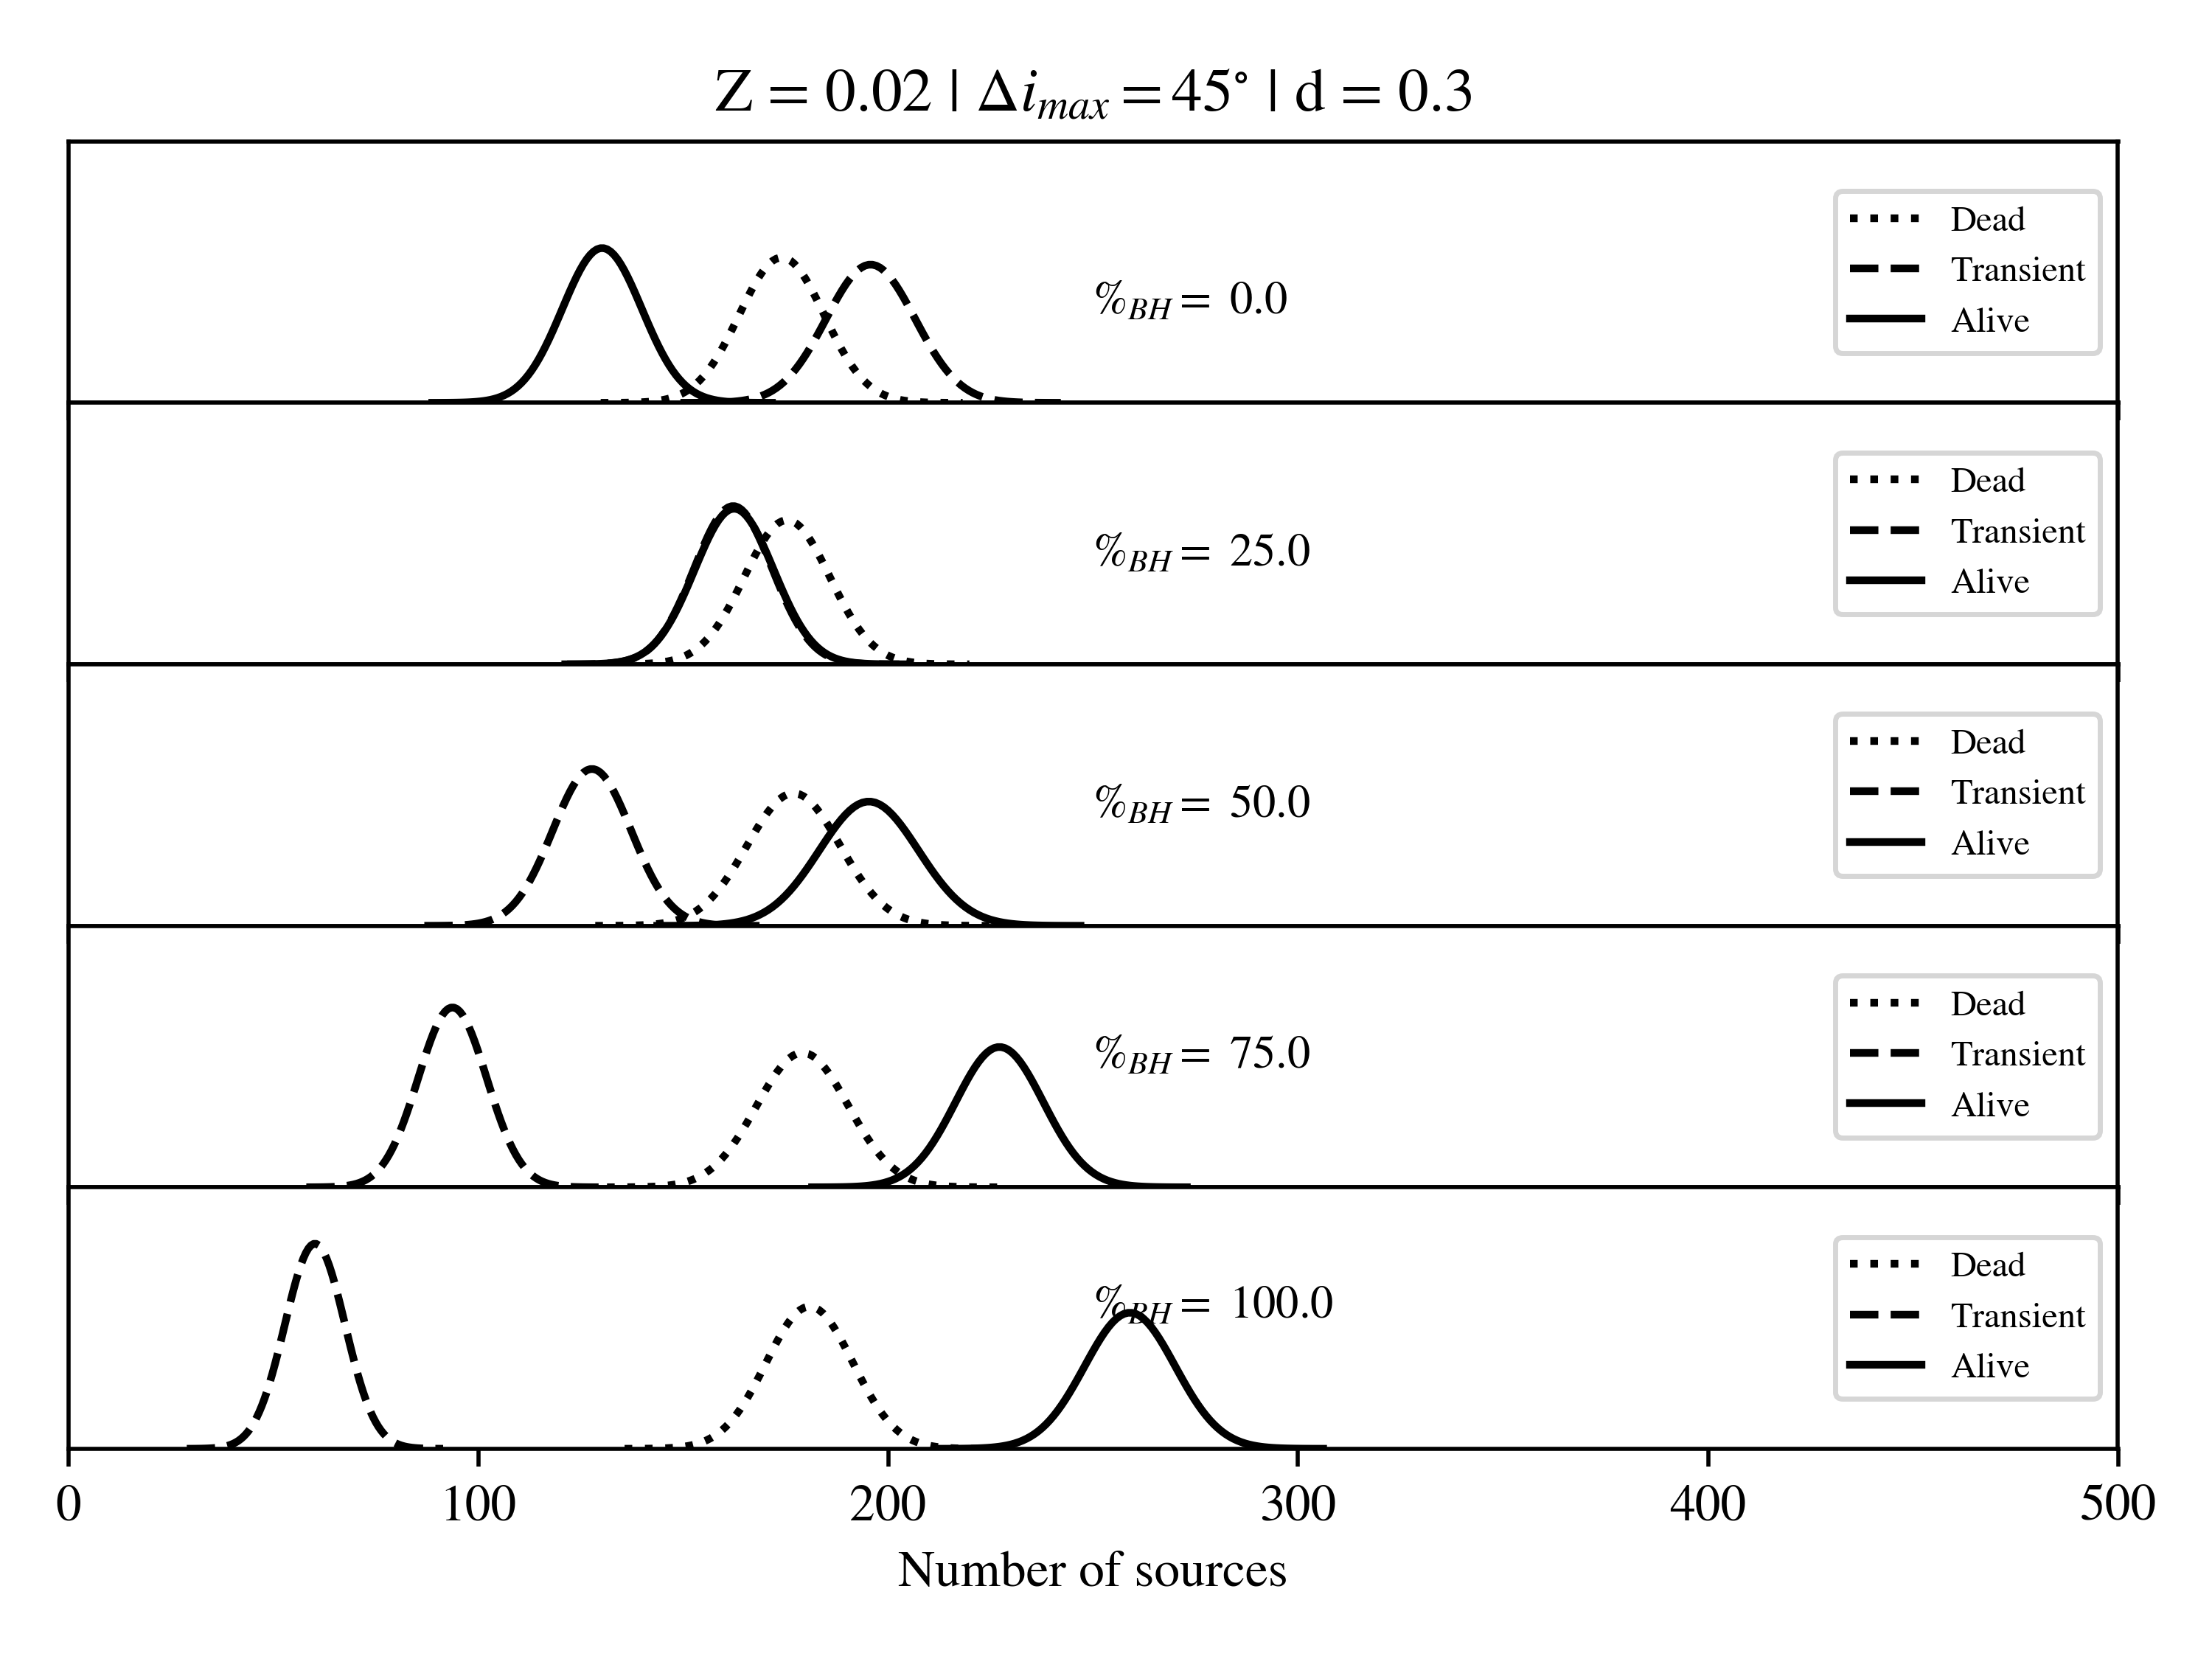 Z = 0.02 | Δi_max = 45° | d = 0.3
Dead
Transient
Alive
%_BH = 0.0
Dead
Transient
Alive
%_BH = 25.0
Dead
Transient
Alive
%_BH = 50.0
Dead
Transient
Alive
%_BH = 75.0
Dead
Transient
Alive
%_BH = 100.0
0 100 200 300 400 500
Number of sources